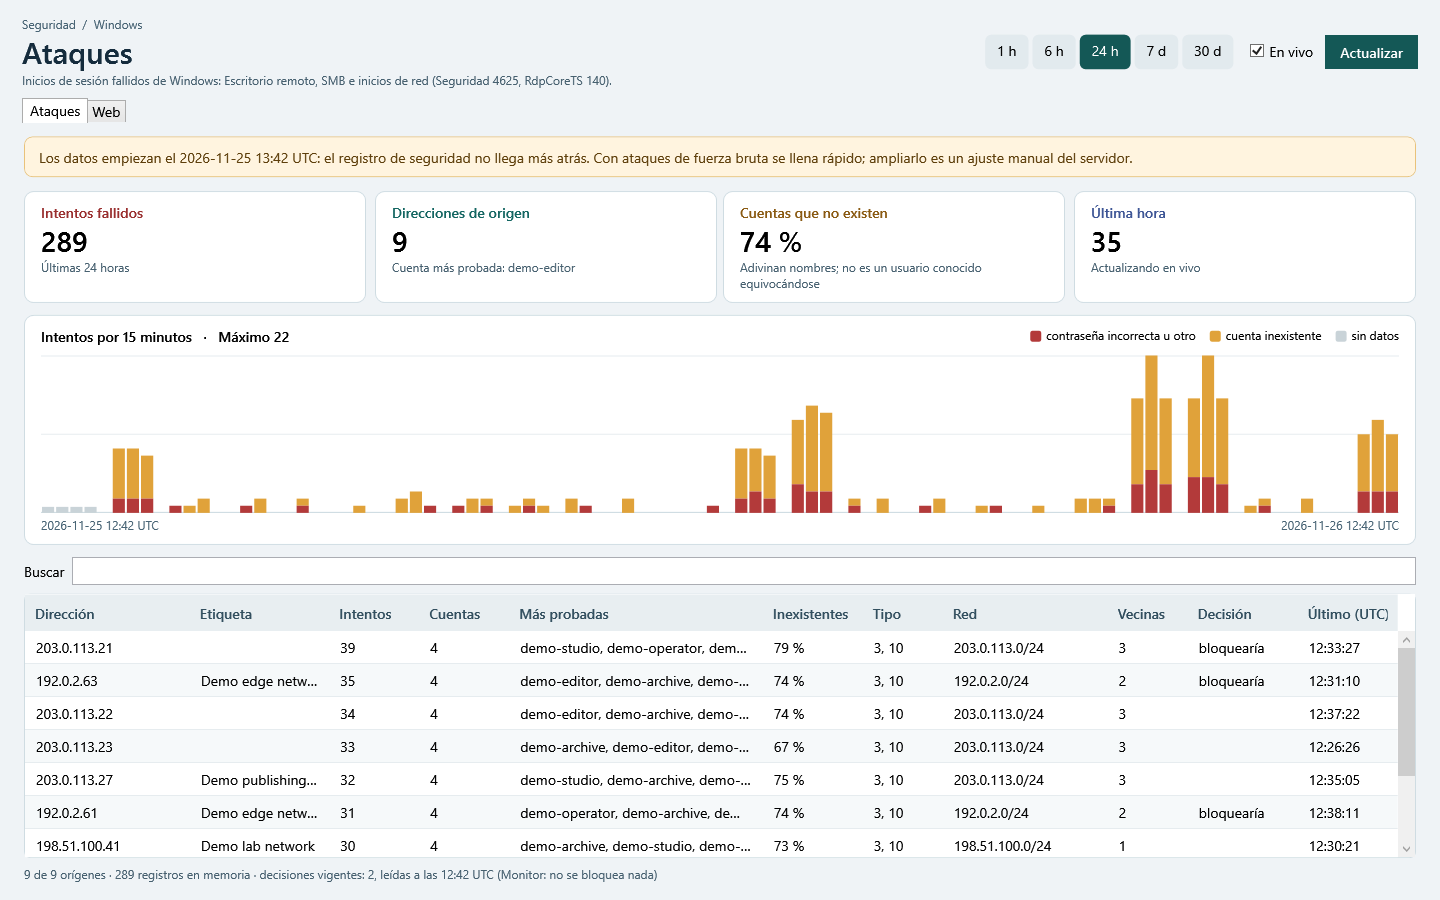 Seguridad / Windows
Ataques
Inicios de sesión fallidos de Windows: Escritorio remoto, SMB e inicios de red (Seguridad 4625, RdpCoreTS 140).
1 h
6 h
24 h
7 d
30 d
En vivo
Actualizar
Ataques
Web
Los datos empiezan el 2026-11-25 13:42 UTC: el registro de seguridad no llega más atrás. Con ataques de fuerza bruta se llena rápido; ampliarlo es un ajuste manual del servidor.
Intentos fallidos
289
Últimas 24 horas
Direcciones de origen
9
Cuenta más probada: demo-editor
Cuentas que no existen
74 %
Adivinan nombres; no es un usuario conocido
equivocándose
Última hora
35
Actualizando en vivo
Intentos por 15 minutos · Máximo 22
contraseña incorrecta u otro
cuenta inexistente
sin datos
2026-11-25 12:42 UTC
2026-11-26 12:42 UTC
Buscar
Dirección Etiqueta Intentos Cuentas Más probadas Inexistentes Tipo Red Vecinas Decisión Último (UTC)
203.0.113.21 39 4 demo-studio, demo-operator, dem... 79 % 3, 10 203.0.113.0/24 3 bloquearía 12:33:27
192.0.2.63 Demo edge netw... 35 4 demo-editor, demo-archive, demo-... 74 % 3, 10 192.0.2.0/24 2 bloquearía 12:31:10
203.0.113.22 34 4 demo-editor, demo-archive, demo-... 74 % 3, 10 203.0.113.0/24 3 12:37:22
203.0.113.23 33 4 demo-archive, demo-editor, demo-... 67 % 3, 10 203.0.113.0/24 3 12:26:26
203.0.113.27 Demo publishing... 32 4 demo-studio, demo-archive, demo-... 75 % 3, 10 203.0.113.0/24 3 12:35:05
192.0.2.61 Demo edge netw... 31 4 demo-operator, demo-archive, de... 74 % 3, 10 192.0.2.0/24 2 bloquearía 12:38:11
198.51.100.41 Demo lab network 30 4 demo-archive, demo-studio, demo-... 73 % 3, 10 198.51.100.0/24 1 12:30:21
9 de 9 orígenes · 289 registros en memoria · decisiones vigentes: 2, leídas a las 12:42 UTC (Monitor: no se bloquea nada)